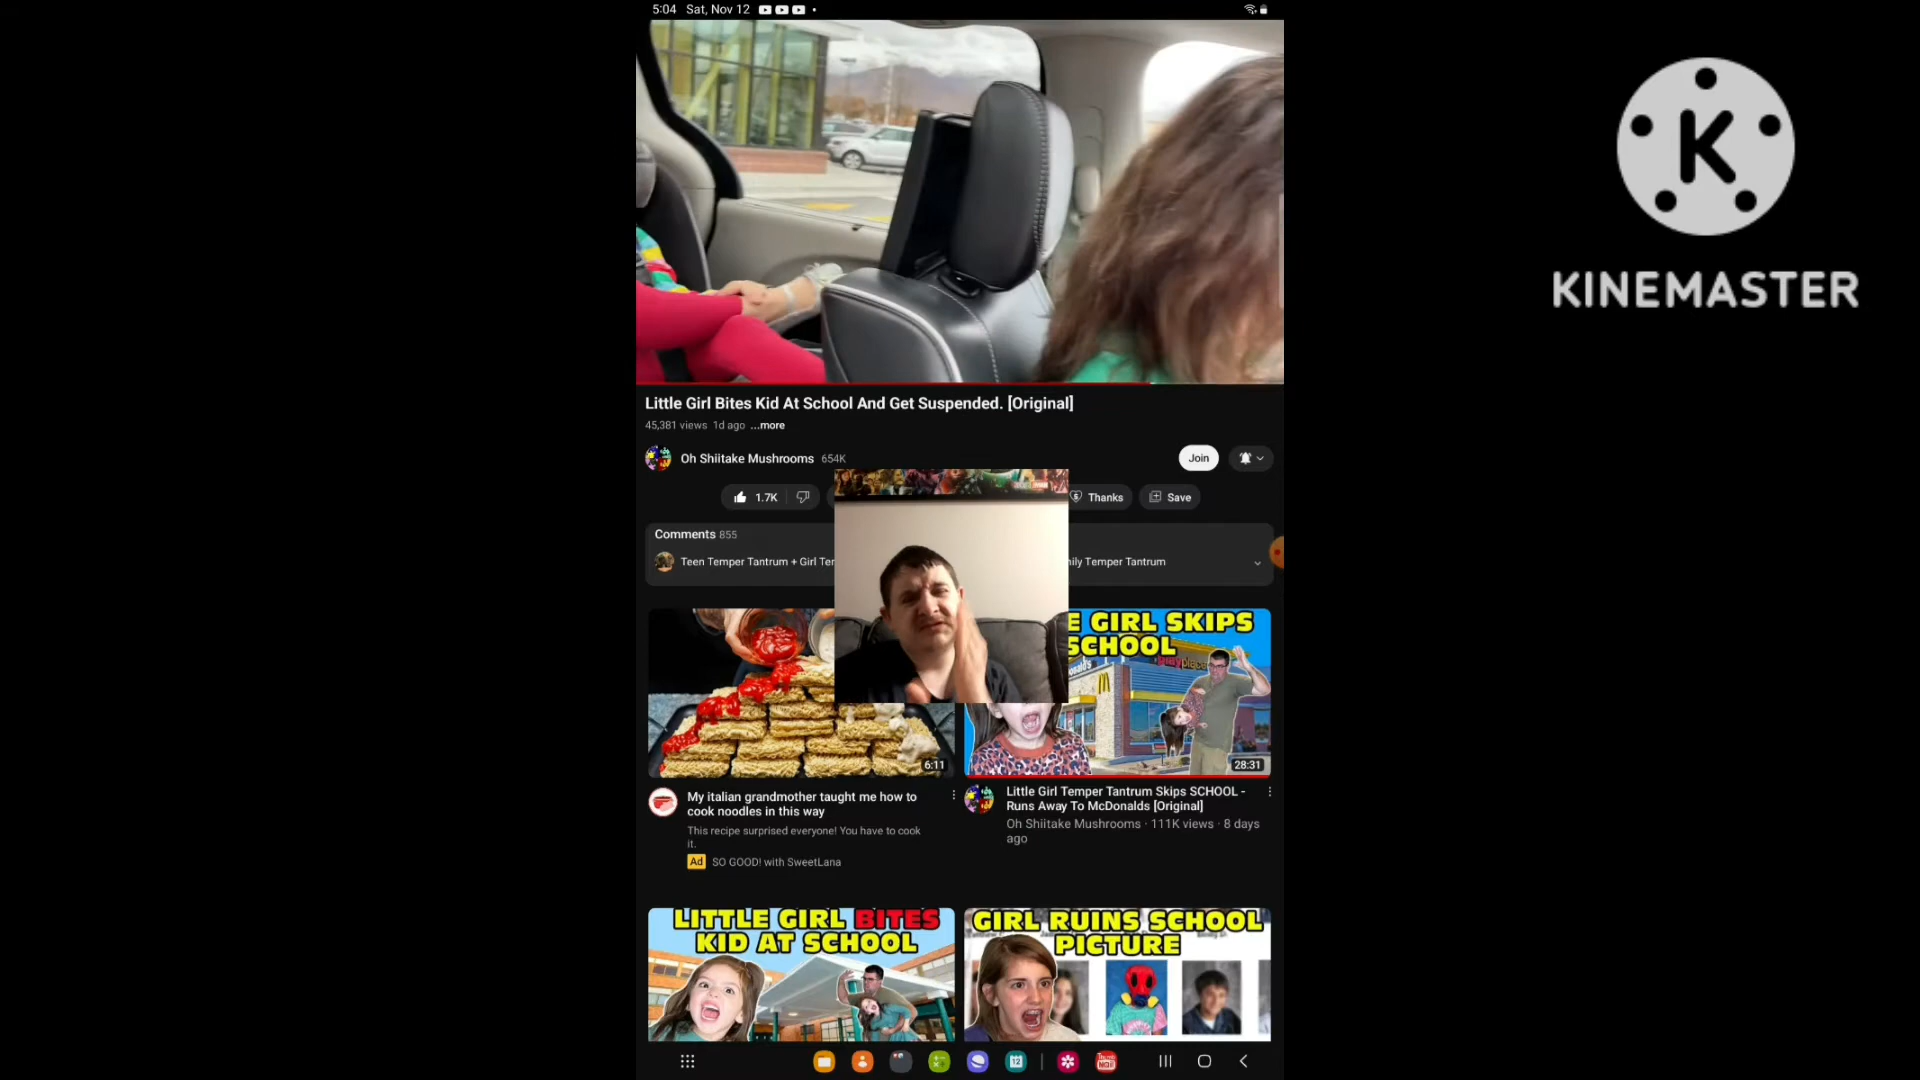 5:04 Sat, Nov 12
Little Girl Bites Kid At School And Get Suspended. [Original]
45,381 views 1d ago ...more
Oh Shiitake Mushrooms 654K
Join
1.7K
Thanks
Save
Comments 855
Teen Temper Tantrum + Girl Ter
ily Temper Tantrum
E GIRL SKIPS
SCHOOL
playplace
6:11
28:31
My italian grandmother taught me how to
cook noodles in this way
This recipe surprised everyone! You have to cook
it.
Ad SO GOOD! with SweetLana
Little Girl Temper Tantrum Skips SCHOOL -
Runs Away To McDonalds [Original]
Oh Shiitake Mushrooms · 111K views · 8 days
ago
LITTLE GIRL BITES
KID AT SCHOOL
GIRL RUINS SCHOOL
PICTURE
12
K
KINEMASTER